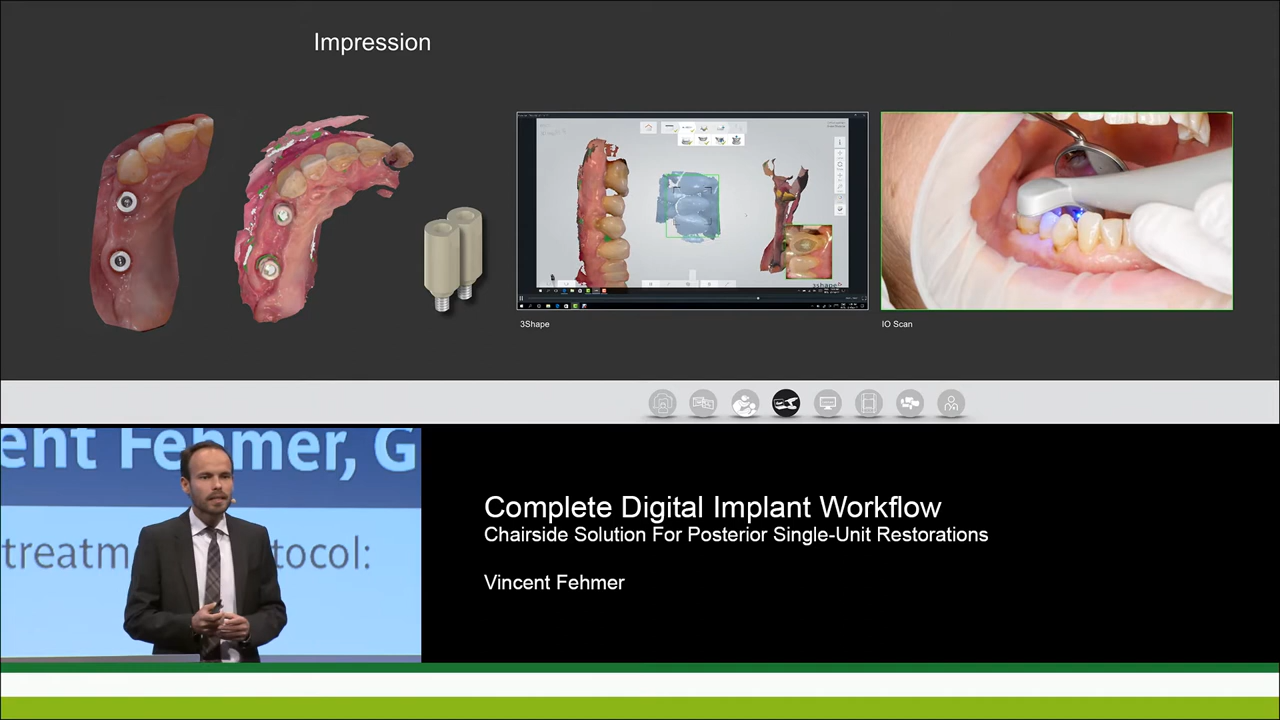 Impression
3shape
3Shape
IO Scan
ent Fehmer, G
treatm
tocol:
Complete Digital Implant Workflow
Chairside Solution For Posterior Single-Unit Restorations
Vincent Fehmer